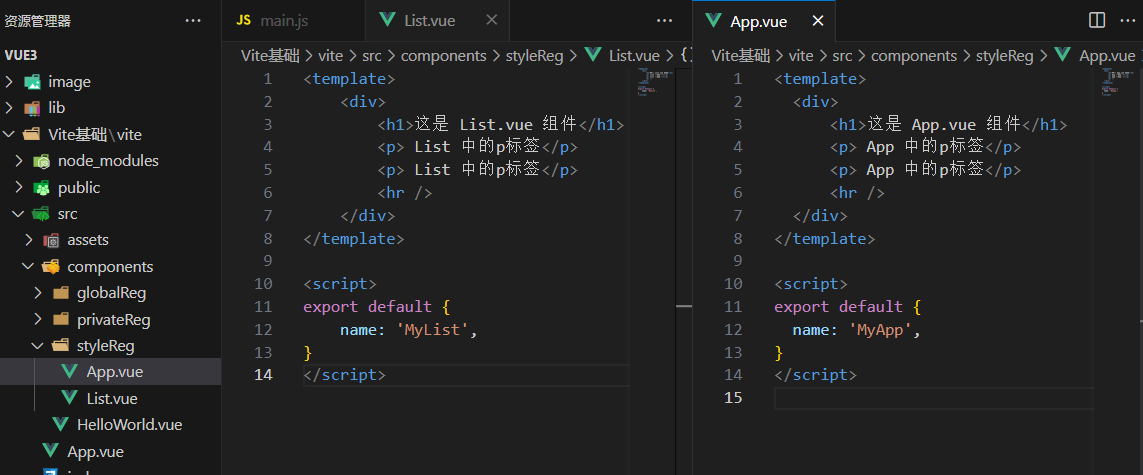 资源管理器 ···
VUE3
image
lib
Vite基础\vite
node_modules
public
src
assets
components
globalReg
privateReg
styleReg
App.vue
List.vue
HelloWorld.vue
App.vue
JS main.js List.vue × ···
Vite基础 > vite > src > components > styleReg > List.vue > {}
1 <template>
2 <div>
3 <h1>这是 List.vue 组件</h1>
4 <p> List 中的p标签</p>
5 <p> List 中的p标签</p>
6 <hr />
7 </div>
8 </template>
9
10 <script>
11 export default {
12 name: 'MyList',
13 }
14 </script>
App.vue × ···
Vite基础 > vite > src > components > styleReg > App.vue >
1 <template>
2 <div>
3 <h1>这是 App.vue 组件</h1>
4 <p> App 中的p标签</p>
5 <p> App 中的p标签</p>
6 <hr />
7 </div>
8 </template>
9
10 <script>
11 export default {
12 name: 'MyApp',
13 }
14 </script>
15